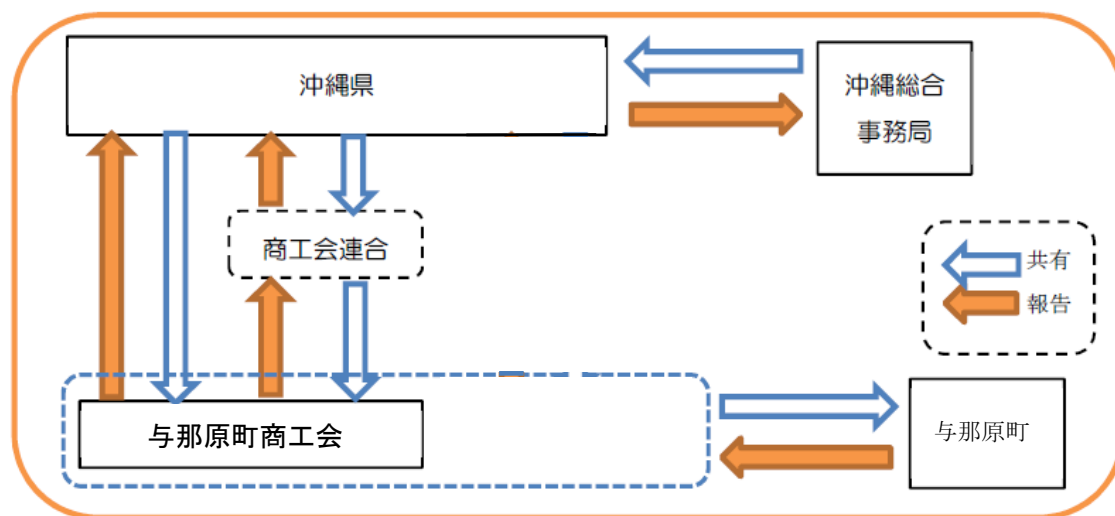 沖縄県
沖縄総合
事務局
商工会連合
共有
報告
与那原町商工会
与那原町